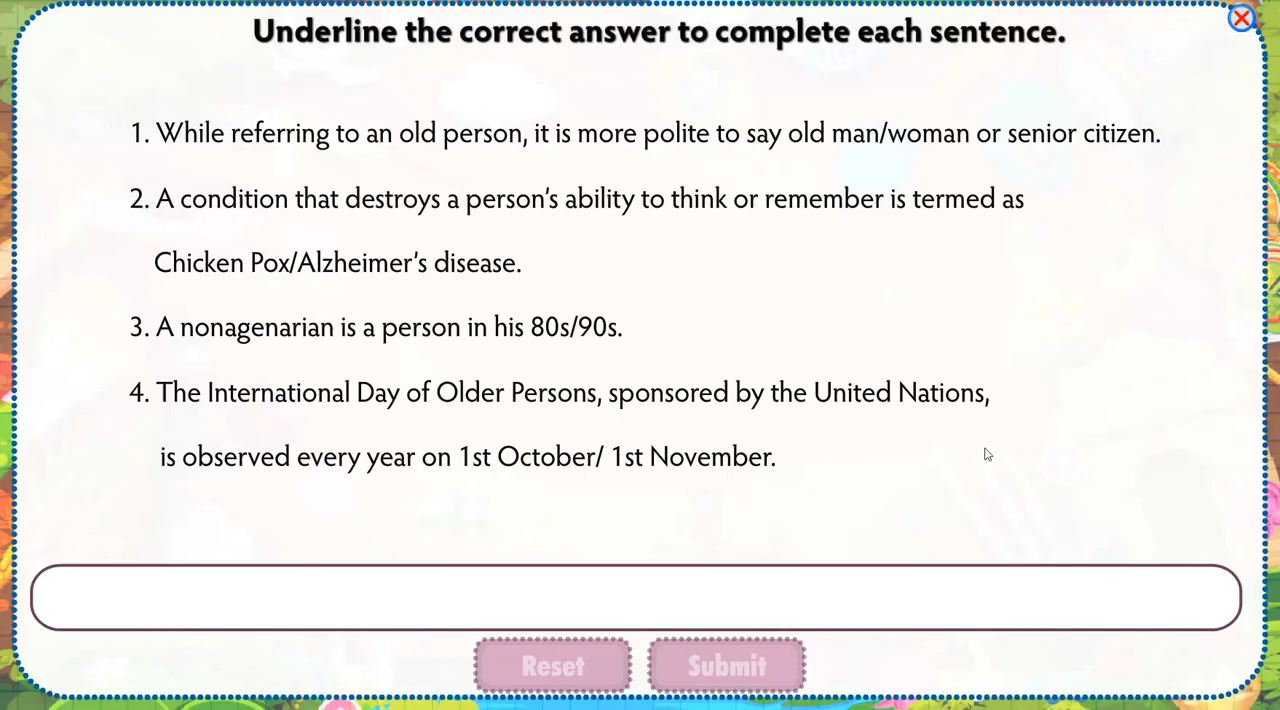 Underline the correct answer to complete each sentence.
1. While referring to an old person, it is more polite to say old man/woman or senior citizen.
2. A condition that destroys a person's ability to think or remember is termed as
Chicken Pox/Alzheimer's disease.
3. A nonagenarian is a person in his 80s/90s.
4. The International Day of Older Persons, sponsored by the United Nations,
is observed every year on 1st October/ 1st November.
Reset Submit